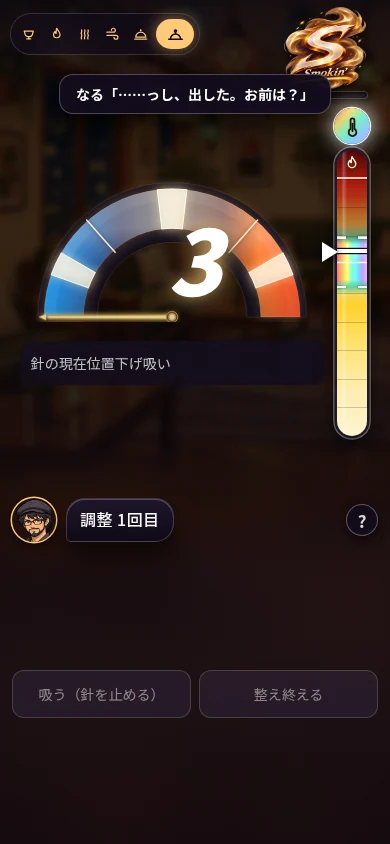 S
Smokin'
なる「……っし、出した。お前は？」
3
針の現在位置下げ吸い
調整 1回目
?
吸う（針を止める）
整え終える